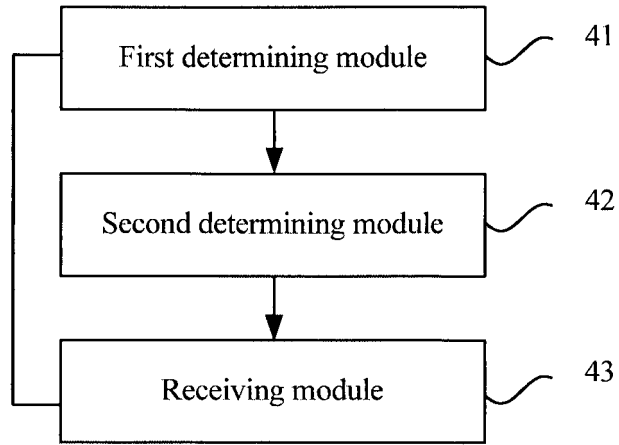 First determining module
41
Second determining module
42
Receiving module
43